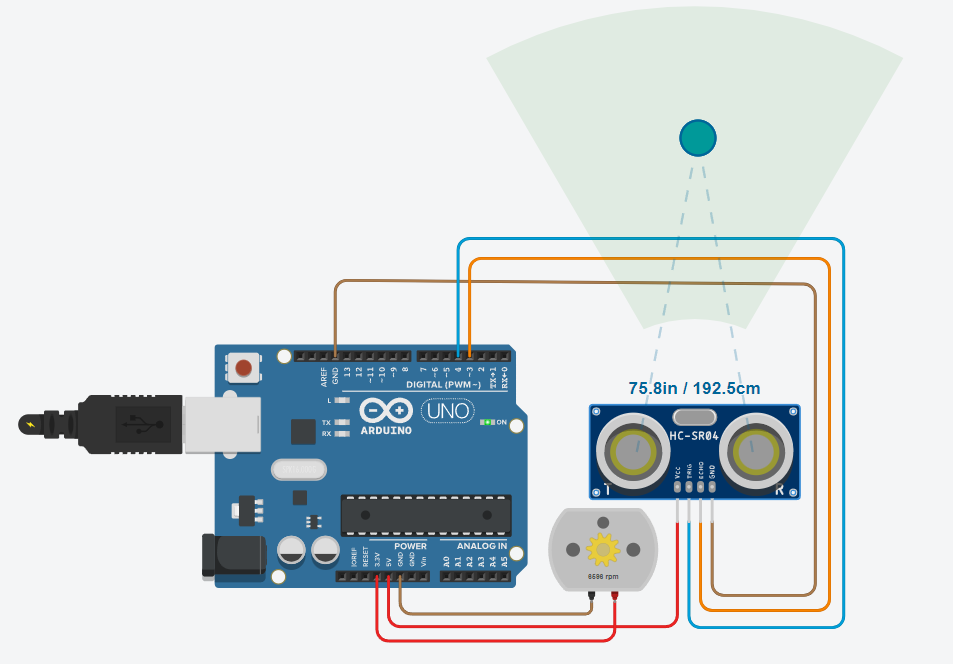 75.8in / 192.5cm
AREF
GND
13
12
~11
~10
~9
8
7
~6
~5
4
~3
2
TX→1
RX←0
DIGITAL (PWM~)
L
TX
RX
ARDUINO
UNO
ON
HC-SR04
VCC
TRIG
ECHO
GND
T
R
POWER
ANALOG IN
IOREF
RESET
3.3V
5V
GND
GND
Vin
A0
A1
A2
A3
A4
A5